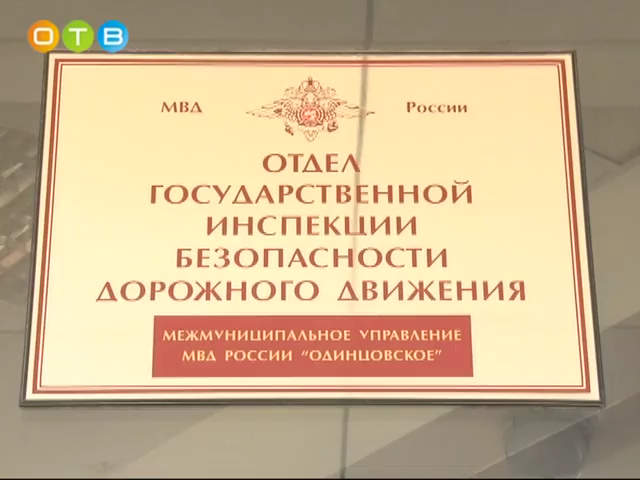 ОТВ
МВД России
ОТДЕЛ
ГОСУДАРСТВЕННОЙ
ИНСПЕКЦИИ
БЕЗОПАСНОСТИ
ДОРОЖНОГО ДВИЖЕНИЯ
МЕЖМУНИЦИПАЛЬНОЕ УПРАВЛЕНИЕ
МВД РОССИИ "ОДИНЦОВСКОЕ"